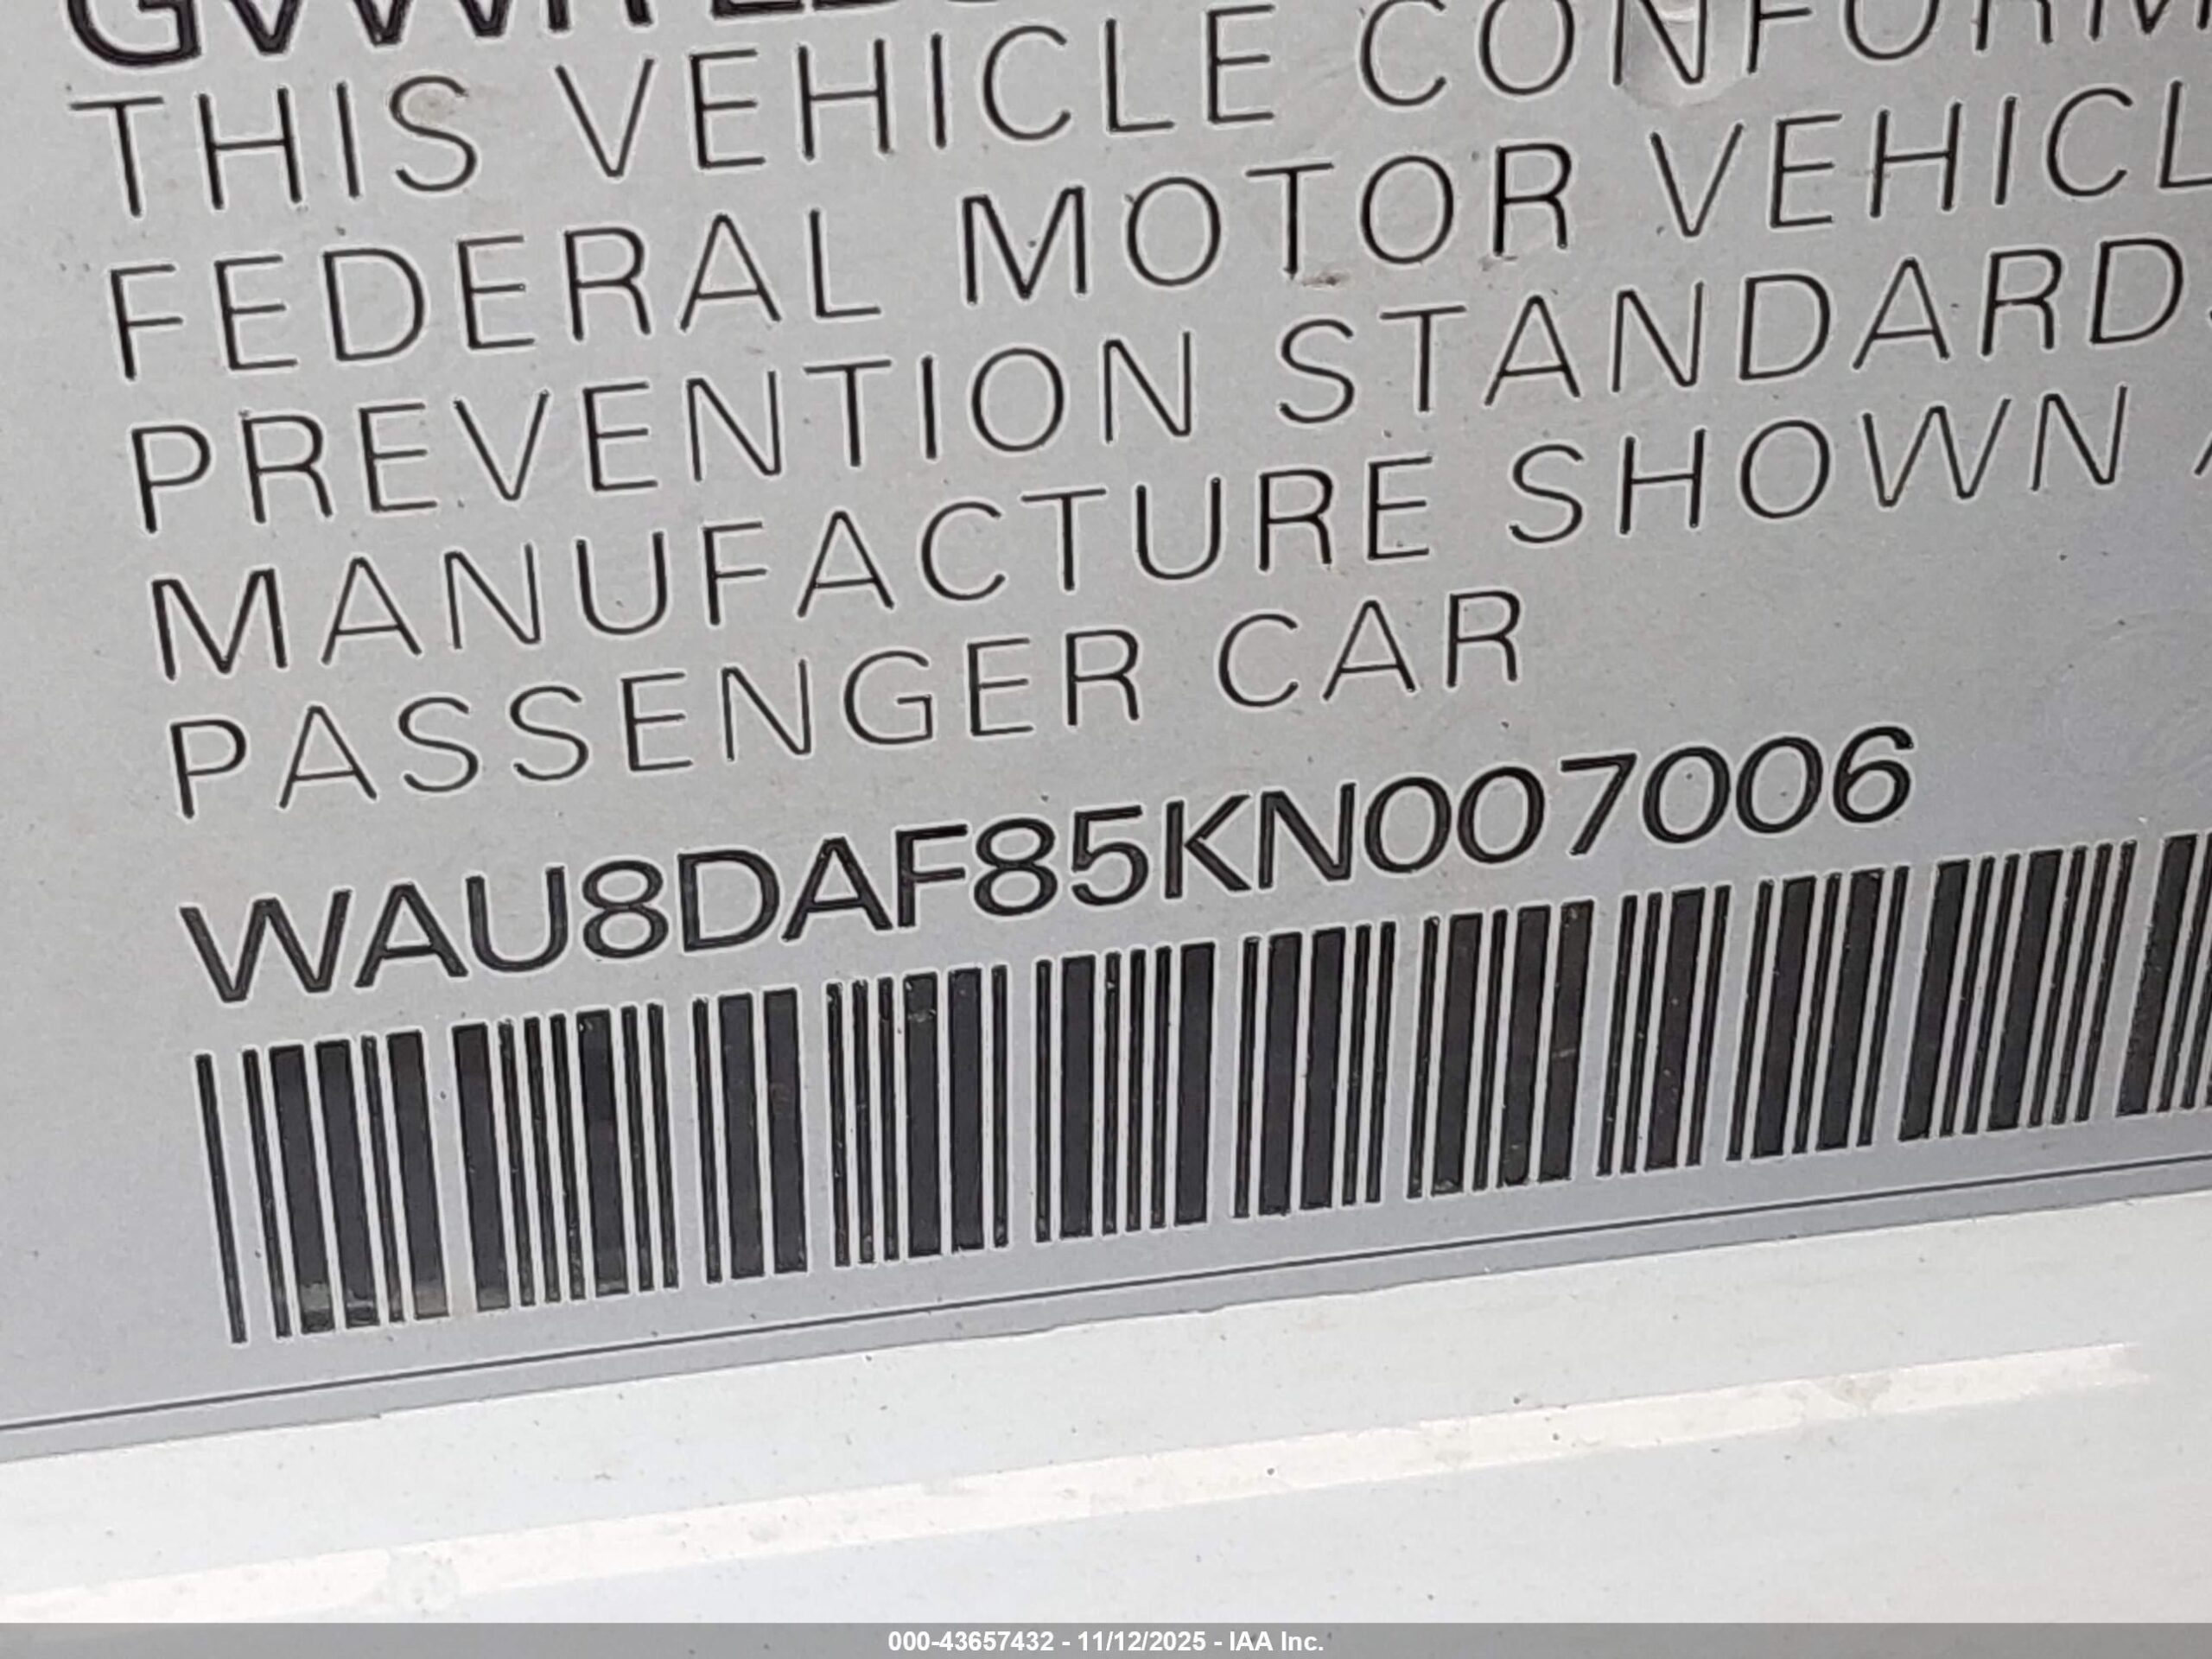 THIS VEHICLE CONFORM
FEDERAL MOTOR VEHICL
PREVENTION STANDARD
MANUFACTURE SHOWN
PASSENGER CAR
WAU8DAF85KN007006
000-43657432 - 11/12/2025 - IAA Inc.